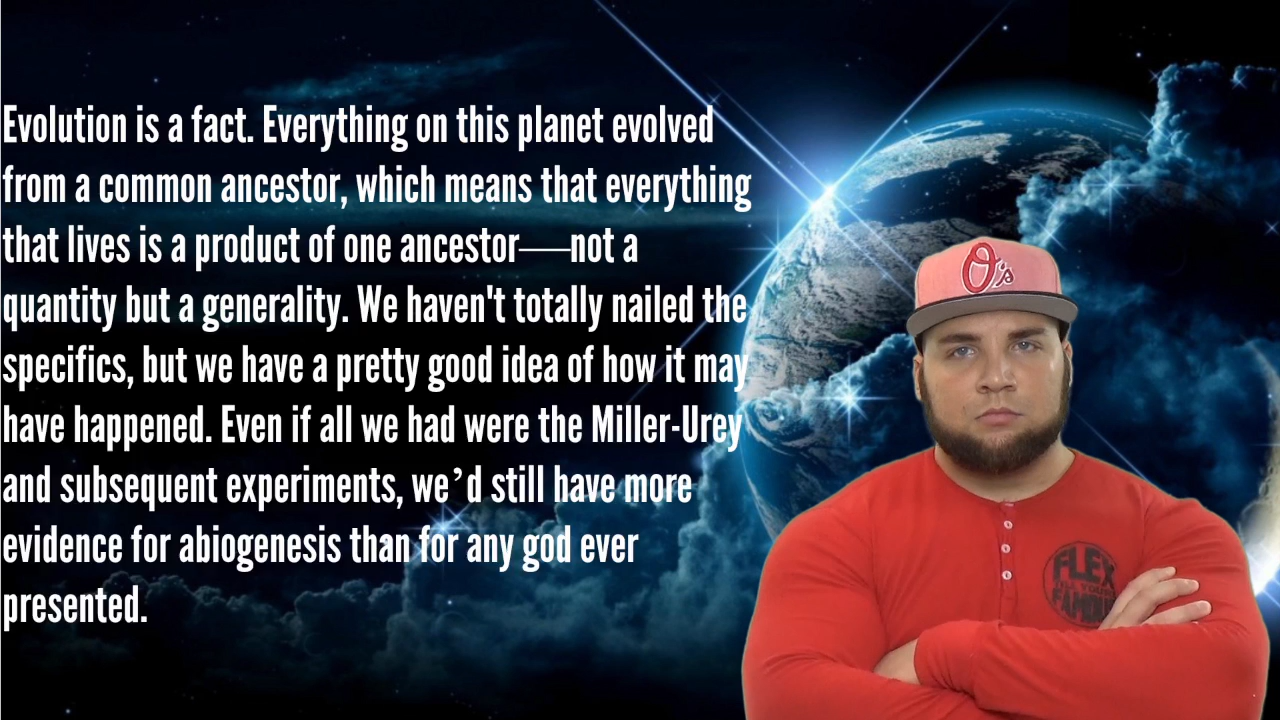 Evolution is a fact. Everything on this planet evolved
from a common ancestor, which means that everything
that lives is a product of one ancestor——not a
quantity but a generality. We haven't totally nailed the
specifics, but we have a pretty good idea of how it may
have happened. Even if all we had were the Miller-Urey
and subsequent experiments, we’d still have more
evidence for abiogenesis than for any god ever
presented.
O's
FLEX
FAMOUS